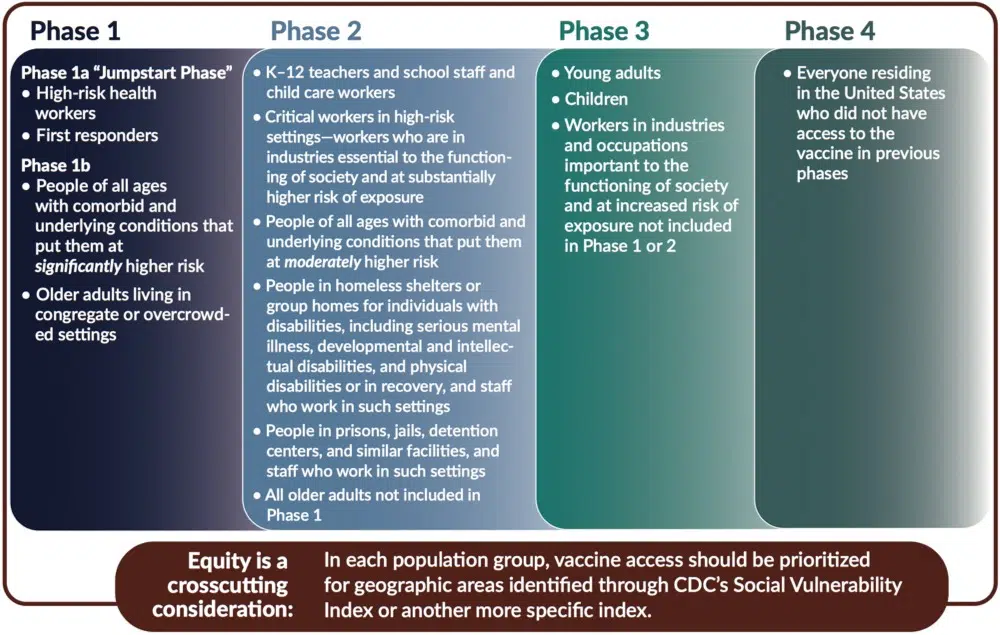 Phase 1
Phase 1a “Jumpstart Phase”
• High-risk health
workers
• First responders
Phase 1b
• People of all ages
with comorbid and
underlying conditions that
put them at
significantly higher risk
• Older adults living in
congregate or overcrowd-
ed settings
Phase 2
• K–12 teachers and school staff and
child care workers
• Critical workers in high-risk
settings—workers who are in
industries essential to the function-
ing of society and at substantially
higher risk of exposure
• People of all ages with comorbid and
underlying conditions that put them
at moderately higher risk
• People in homeless shelters or
group homes for individuals with
disabilities, including serious mental
illness, developmental and intellec-
tual disabilities, and physical
disabilities or in recovery, and staff
who work in such settings
• People in prisons, jails, detention
centers, and similar facilities, and
staff who work in such settings
• All older adults not included in
Phase 1
Phase 3
• Young adults
• Children
• Workers in industries
and occupations
important to the
functioning of society
and at increased risk of
exposure not included
in Phase 1 or 2
Phase 4
• Everyone residing
in the United States
who did not have
access to the
vaccine in previous
phases
Equity is a
crosscutting
consideration:
In each population group, vaccine access should be prioritized
for geographic areas identified through CDC’s Social Vulnerability
Index or another more specific index.